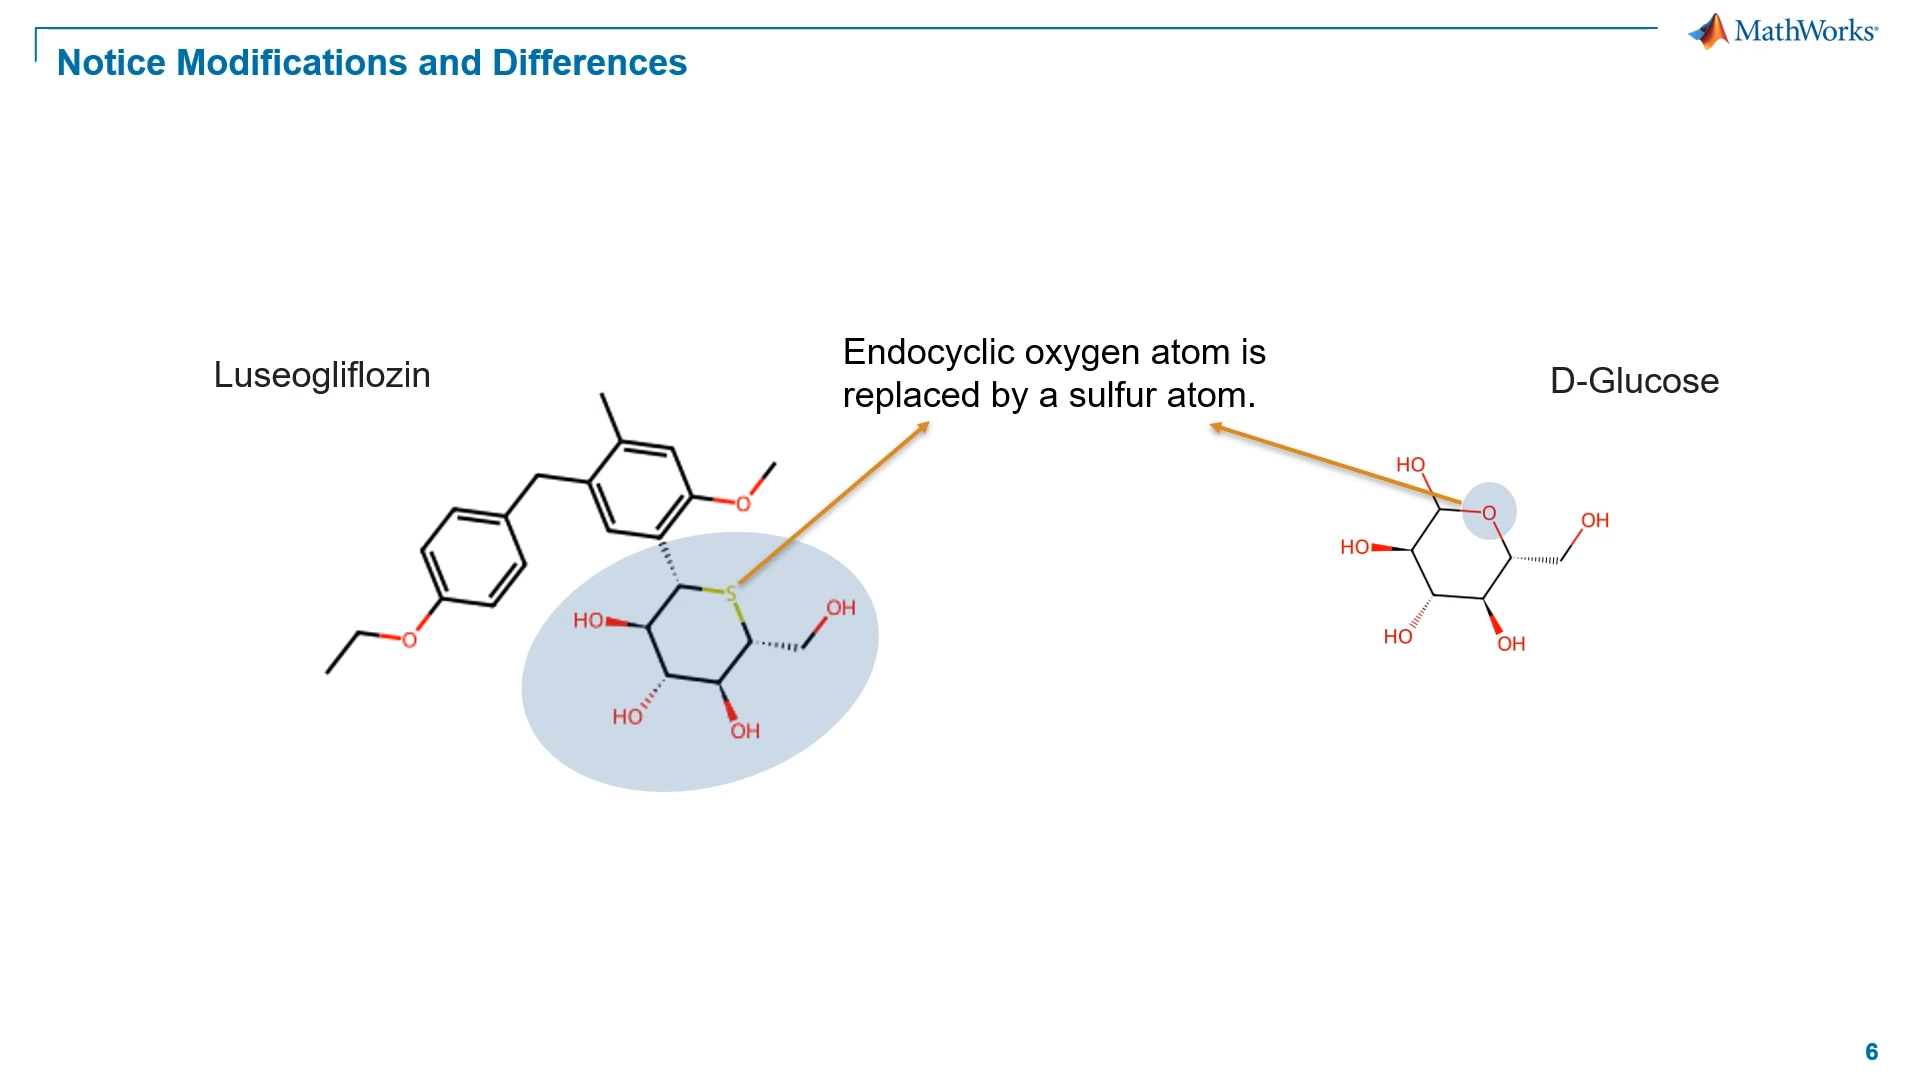 Notice Modifications and Differences
MathWorks®
Luseogliflozin
Endocyclic oxygen atom is
replaced by a sulfur atom.
D-Glucose
O
O
S
HO
OH
HO
OH
HO
O
OH
HO
HO
OH
6